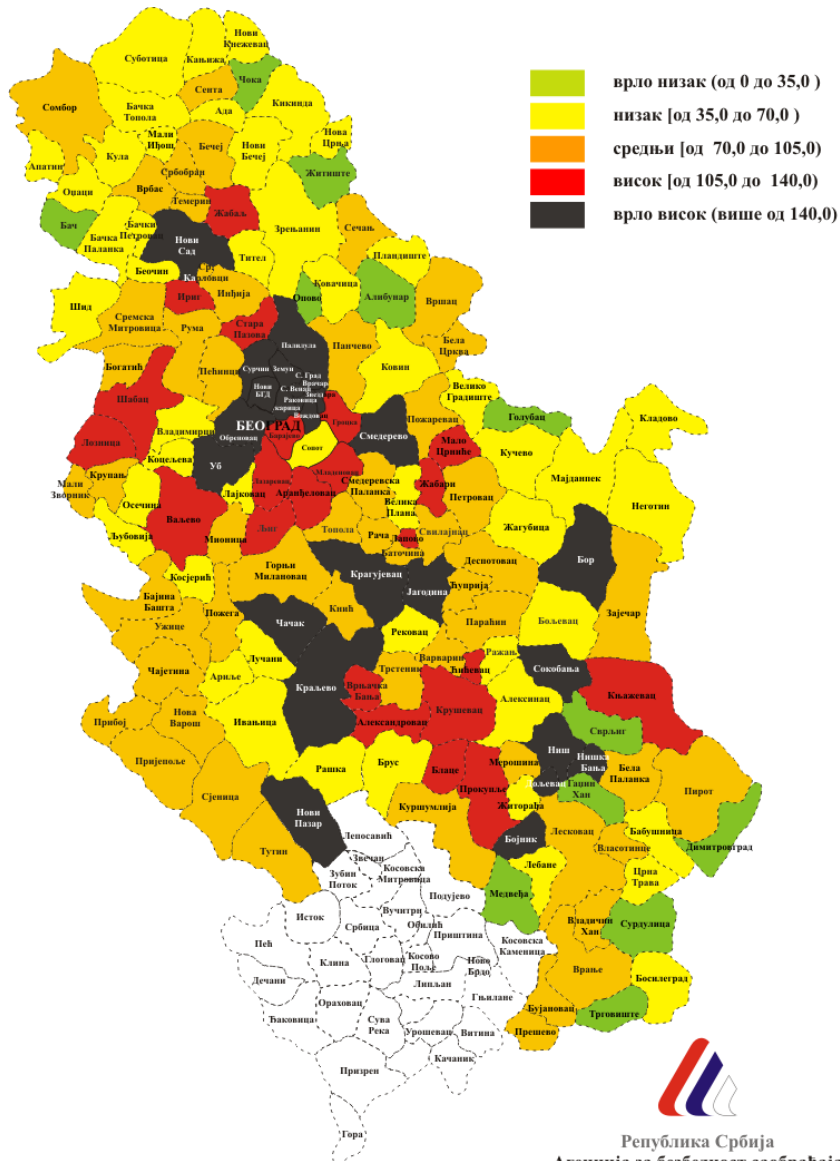 врло низак (од 0 до 35,0 )
низак [од 35,0 до 70,0 )
средњи [од 70,0 до 105,0)
висок [од 105,0 до 140,0)
врло висок (више од 140,0)
Нови
Кнежевац
Суботица
Кањижа
Чока
Сента
Сомбор
Кикинда
Бачка
Топола
Ада
Мали
Иђош
Нова
Црња
Бечеј
Нови
Бечеј
Апатин
Кула
Србобран
Житиште
Врбас
Оџаци
Темерин
Жабаљ
Бач
Бачки
Петровац
Зрењанин
Сечањ
Бачка
Паланка
Нови
Сад
Тител
Пландиште
Беочин
Ср.
Карловци
Ковачица
Опово
Алибунар
Инђија
Вршац
Шид
Ириг
Сремска
Митровица
Рума
Стара
Пазова
Палилула
Панчево
Бела
Црква
Пећинци
Сурчин
Земун
С. Град
Врачар
Богатић
Нови
БГД
С. Венац
Раковица
Ковин
Шабац
Велико
Градиште
Кладово
БЕОГРАД
Обреновац
Барајево
Гроцка
Смедерево
Пожаревац
Голубац
Владимирци
Лозница
Сопот
Мало
Црниће
Кучево
Коцељева
Уб
Мали
Зворник
Крупањ
Лазаревац
Младеновац
Смедеревска
Паланка
Жабари
Мајданпек
Осечина
Лајковац
Аранђеловац
Велика
Плана
Петровац
Неготин
Ваљево
Љубовија
Мионица
Љиг
Топола
Рача
Лапово
Свилајнац
Жагубица
Баточина
Бор
Косјерић
Горњи
Милановац
Крагујевац
Деспотовац
Јагодина
Ћуприја
Бајина
Башта
Пожега
Кнић
Зајечар
Ужице
Чачак
Параћин
Бољевац
Рековац
Чајетина
Лучани
Варварин
Ражањ
Ариље
Трстеник
Ћићевац
Сокобања
Краљево
Врњачка
Бања
Књажевац
Нова
Варош
Крушевац
Алексинац
Прибој
Ивањица
Александровац
Сврљиг
Пријепоље
Ниш
Нишка
Бања
Рашка
Брус
Блаце
Мерошина
Бела
Паланка
Сјеница
Прокупље
Дољевац
Гаџин
Хан
Пирот
Нови
Пазар
Куршумлија
Житорађа
Тутин
Бојник
Лесковац
Бабушница
Лепосавић
Власотинце
Димитровград
Звечан
Лебане
Зубин
Поток
Косовска
Митровица
Црна
Трава
Подујево
Медвеђа
Вучитрн
Исток
Србица
Обилић
Приштина
Владичин
Хан
Сурдулица
Пећ
Косовска
Каменица
Клина
Глоговац
Косово
Поље
Ново
Брдо
Врање
Дечани
Липљан
Босилеград
Гњилане
Ораховац
Бујановац
Ђаковица
Сува
Река
Трговиште
Урошевац
Витина
Прешево
Качаник
Призрен
Гора
Република Србија